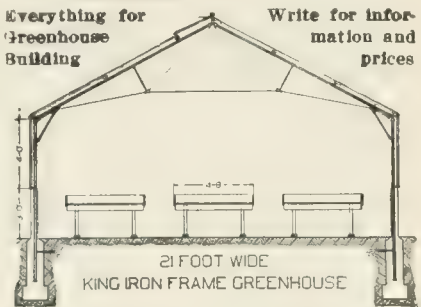 Everything for
Greenhouse
Building
Write for infor-
mation and
prices
21 FOOT WIDE
KING IRON FRAME GREENHOUSE